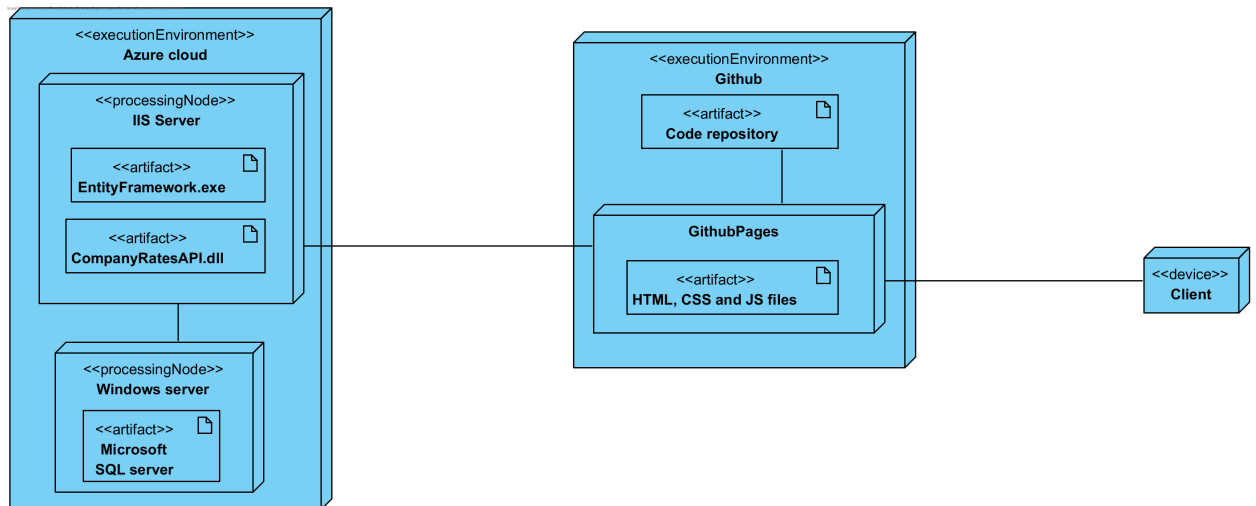 <<executionEnvironment>>
Azure cloud
<<processingNode>>
IIS Server
<<artifact>>
EntityFramework.exe
<<artifact>>
CompanyRatesAPI.dll
<<processingNode>>
Windows server
<<artifact>>
Microsoft
SQL server
<<executionEnvironment>>
Github
<<artifact>>
Code repository
GithubPages
<<artifact>>
HTML, CSS and JS files
<<device>>
Client